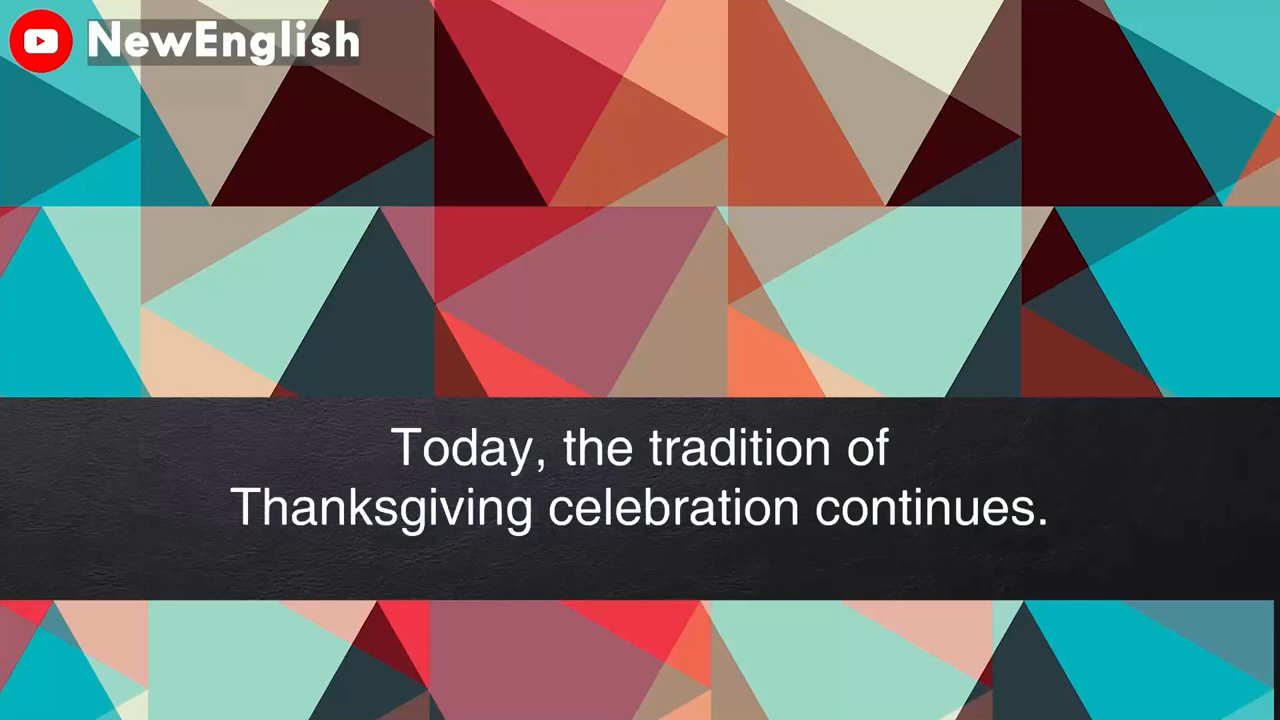 NewEnglish
Today, the tradition of
Thanksgiving celebration continues.